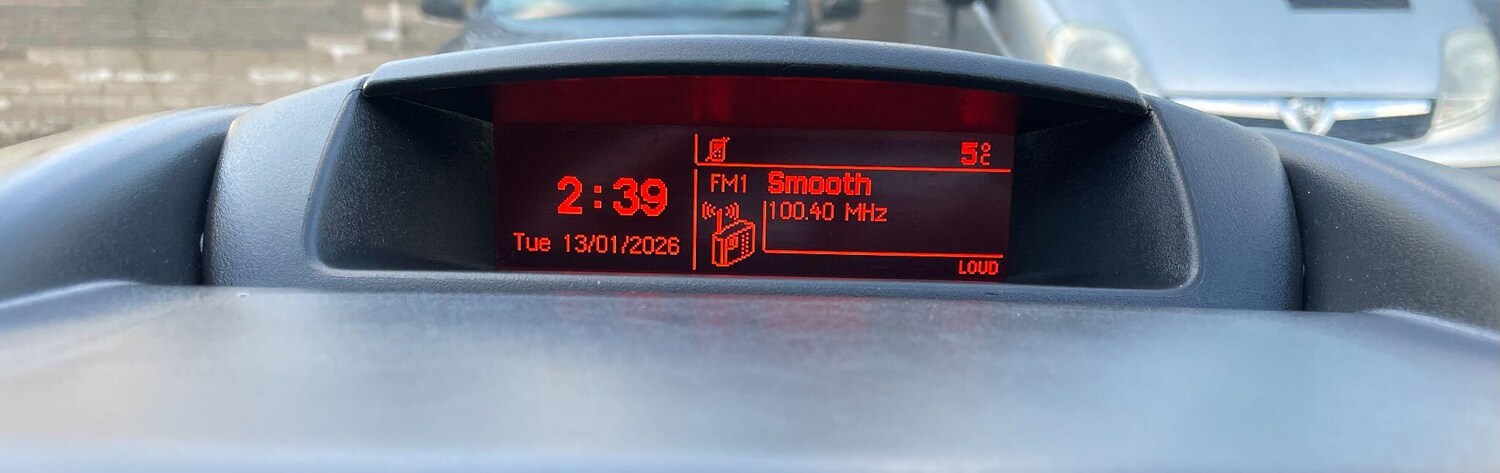 5°C
2:39
Tue 13/01/2026
FM1 Smooth
100.40 MHz
LOUD